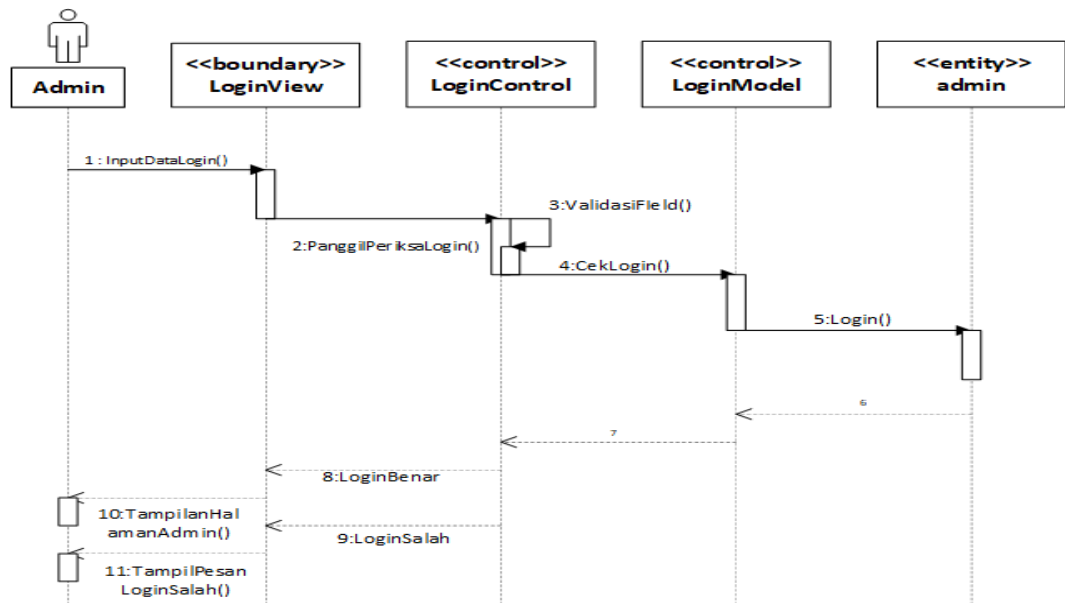 Admin
<<boundary>>
LoginView
<<control>>
LoginControl
<<control>>
LoginModel
<<entity>>
admin
1 : InputDataLogin()
2:PanggilPeriksaLogin()
3:ValidasiField()
4:CekLogin()
5:Login()
6
7
8:LoginBenar
9:LoginSalah
10:TampilanHal
amanAdmin()
11:TampilPesan
LoginSalah()